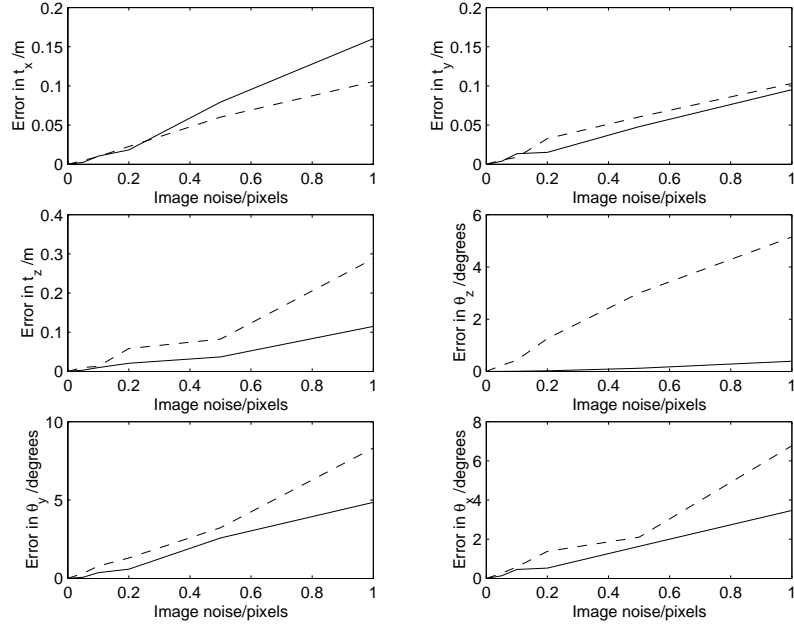 0.2
0.15
0.1
0.05
0
0 0.2 0.4 0.6 0.8 1
Image noise/pixels
Error in t_x /m
0.2
0.15
0.1
0.05
0
0 0.2 0.4 0.6 0.8 1
Image noise/pixels
Error in t_y /m
0.4
0.3
0.2
0.1
0
0 0.2 0.4 0.6 0.8 1
Image noise/pixels
Error in t_z /m
6
4
2
0
0 0.2 0.4 0.6 0.8 1
Image noise/pixels
Error in θ_z /degrees
10
5
0
0 0.2 0.4 0.6 0.8 1
Image noise/pixels
Error in θ_y /degrees
8
6
4
2
0
0 0.2 0.4 0.6 0.8 1
Image noise/pixels
Error in θ_x /degrees